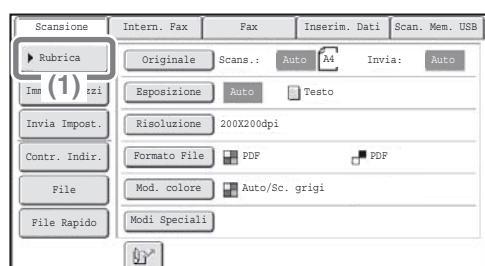 Scansione Intern. Fax Fax Inserim. Dati Scan. Mem. USB
Rubrica Originale Scans.: Auto A4 Invia: Auto
(1)
Esposizione Auto Testo
Invia Impost. Risoluzione 200X200dpi
Contr. Indir. Formato File PDF PDF
File Mod. colore Auto/Sc. grigi
File Rapido Modi Speciali